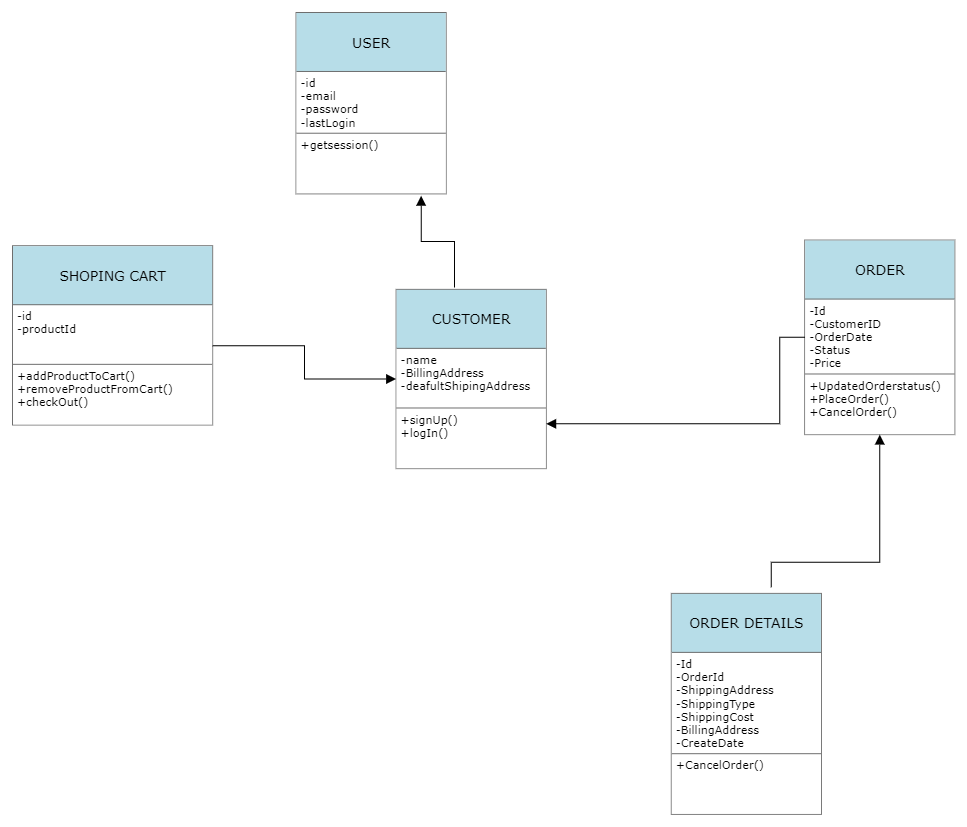 USER
-id
-email
-password
-lastLogin
+getsession()
SHOPING CART
-id
-productId
+addProductToCart()
+removeProductFromCart()
+checkOut()
CUSTOMER
-name
-BillingAddress
-deafultShipingAddress
+signUp()
+logIn()
ORDER
-Id
-CustomerID
-OrderDate
-Status
-Price
+UpdatedOrderstatus()
+PlaceOrder()
+CancelOrder()
ORDER DETAILS
-Id
-OrderId
-ShippingAddress
-ShippingType
-ShippingCost
-BillingAddress
-CreateDate
+CancelOrder()